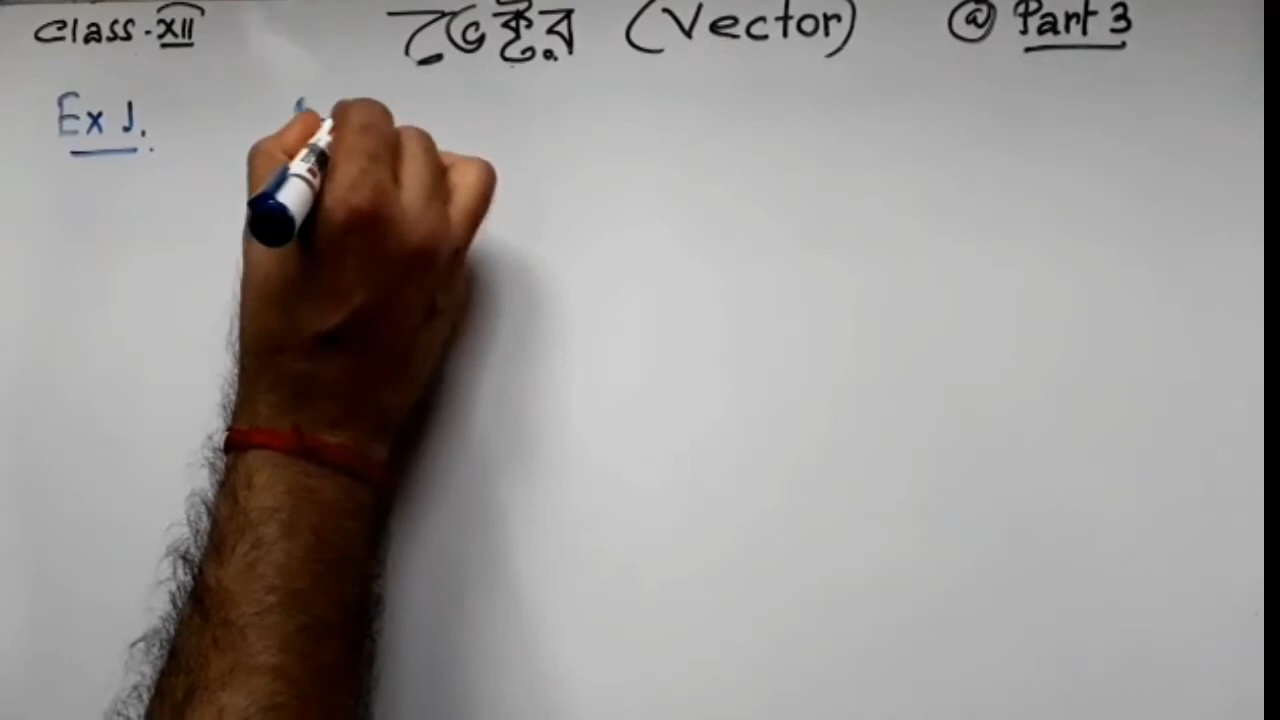 Class-XII ভেক্টর (Vector) @ Part 3
Ex 1.